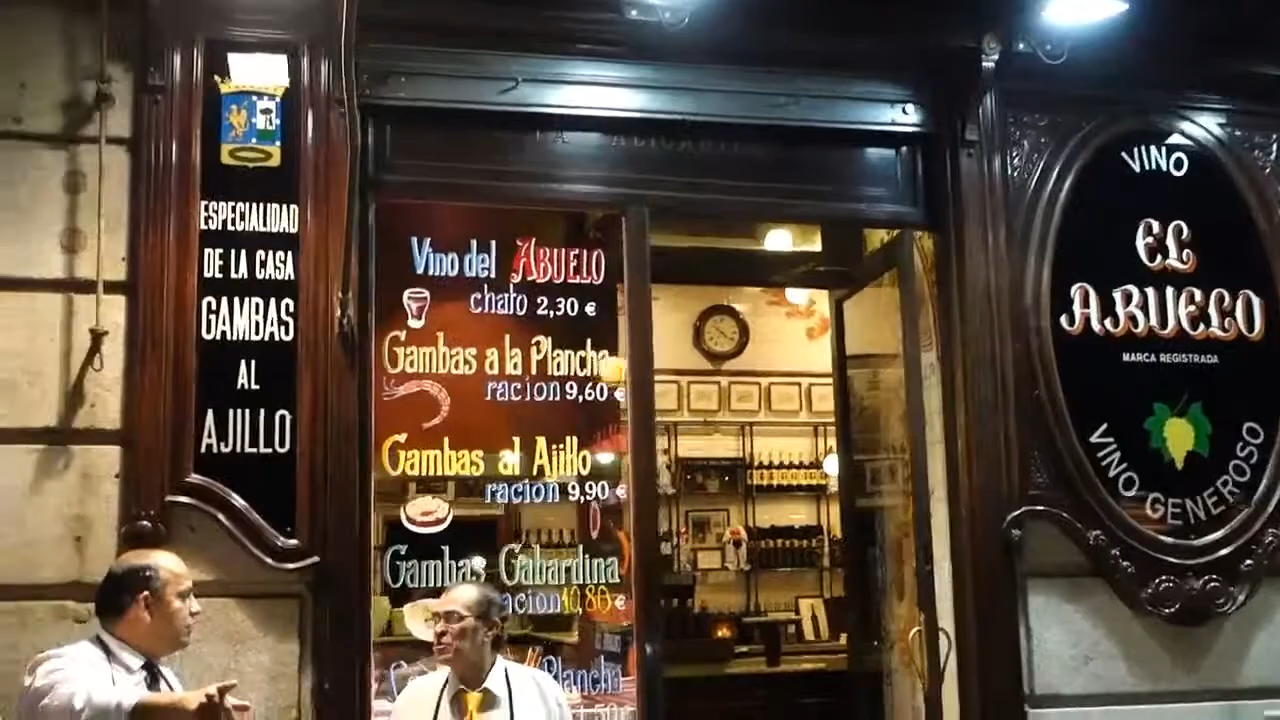 ESPECIALIDAD
DE LA CASA
GAMBAS
AL
AJILLO
LA ALICANTI
Vino del ABUELO
chato 2,30 €
Gambas a la Plancha
racion 9,60 €
Gambas al Ajillo
racion 9,90 €
Gambas Gabardina
racion 10,80 €
Plancha
VINO
EL
ABUELO
MARCA REGISTRADA
VINO GENEROSO